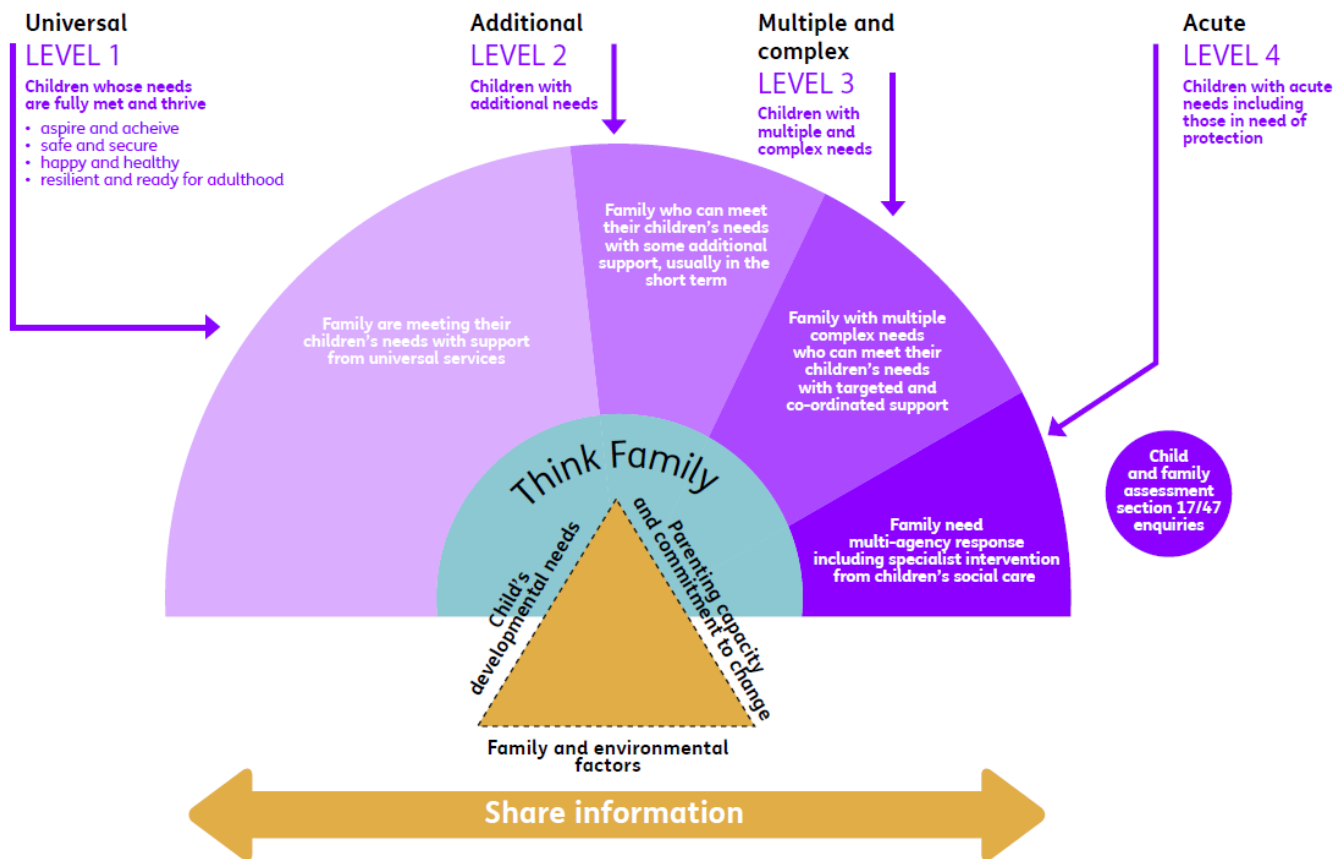 Universal
LEVEL 1
Children whose needs
are fully met and thrive
• aspire and acheive
• safe and secure
• happy and healthy
• resilient and ready for adulthood
Additional
LEVEL 2
Children with
additional needs
Multiple and
complex
LEVEL 3
Children with
multiple and
complex needs
Acute
LEVEL 4
Children with acute
needs including
those in need of
protection
Family are meeting their
children's needs with support
from universal services
Family who can meet
their children's needs
with some additional
support, usually in the
short term
Family with multiple
complex needs
who can meet their
children's needs
with targeted and
co-ordinated support
Family need
multi-agency response
including specialist intervention
from children's social care
Child
and family
assessment
section 17/47
enquiries
Think Family
Child's
developmental needs
Parenting capacity
and commitment to change
Family and environmental
factors
Share information